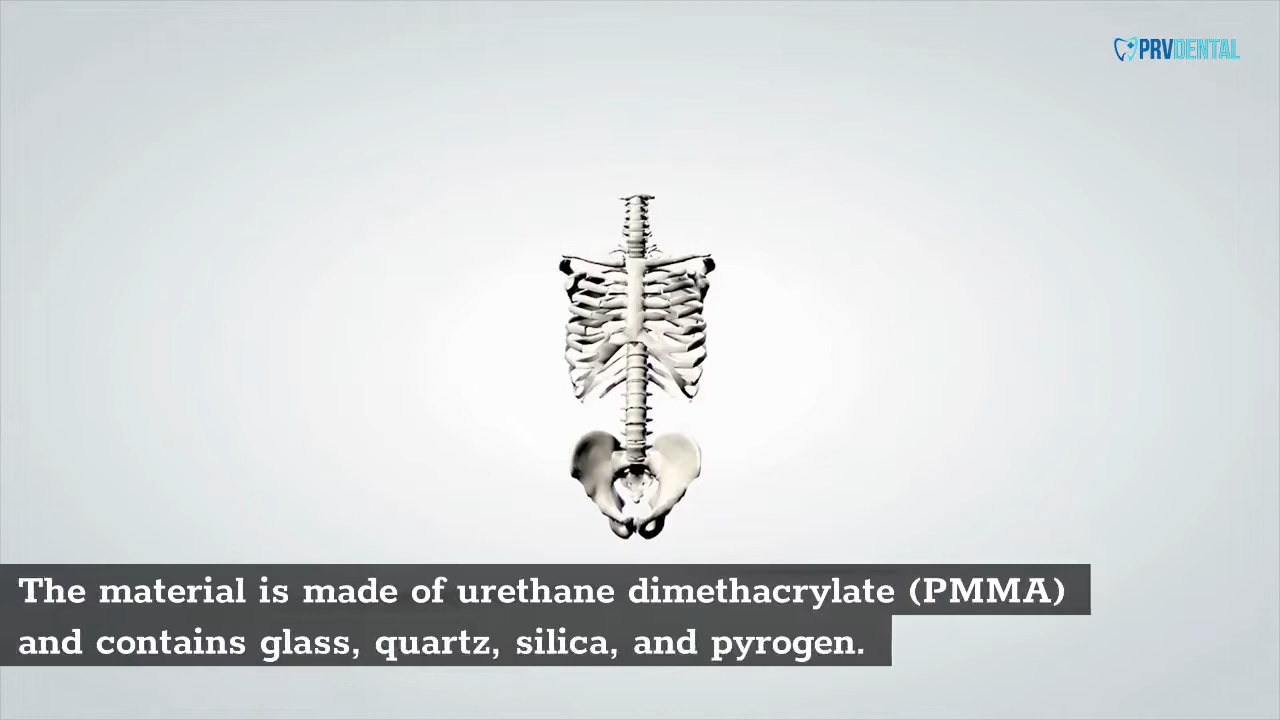 PRVDENTAL
The material is made of urethane dimethacrylate (PMMA)
and contains glass, quartz, silica, and pyrogen.